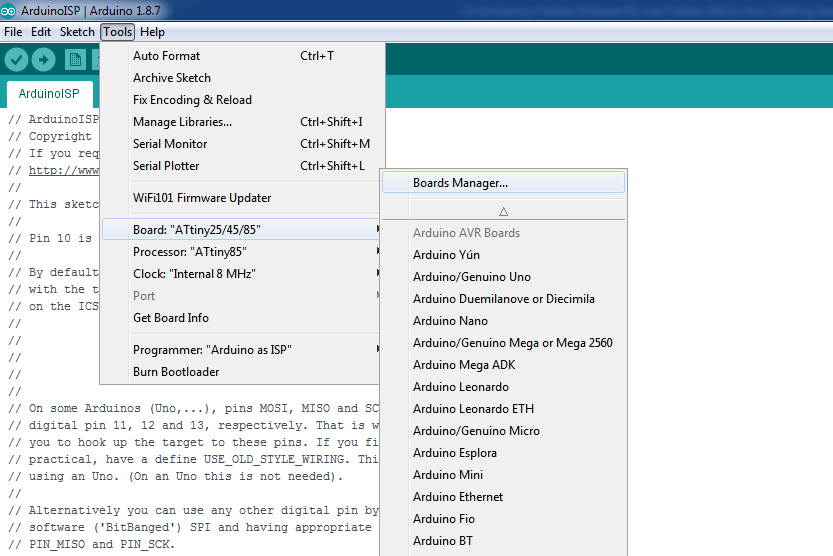 ArduinoISP | Arduino 1.8.7
File Edit Sketch Tools Help
Auto Format Ctrl+T
Archive Sketch
Fix Encoding & Reload
Manage Libraries... Ctrl+Shift+I
Serial Monitor Ctrl+Shift+M
Serial Plotter Ctrl+Shift+L
WiFi101 Firmware Updater
Board: "ATtiny25/45/85"
Processor: "ATtiny85"
Clock: "Internal 8 MHz"
Port
Get Board Info
Programmer: "Arduino as ISP"
Burn Bootloader
Boards Manager...
△
Arduino AVR Boards
Arduino Yún
Arduino/Genuino Uno
Arduino Duemilanove or Diecimila
Arduino Nano
Arduino/Genuino Mega or Mega 2560
Arduino Mega ADK
Arduino Leonardo
Arduino Leonardo ETH
Arduino/Genuino Micro
Arduino Esplora
Arduino Mini
Arduino Ethernet
Arduino Fio
Arduino BT
ArduinoISP
// ArduinoISP
// Copyright
// If you req
// http://www
//
// This sketc
//
// Pin 10 is
//
// By default
// with the t
// on the ICS
//
//
//
//
//
// On some Arduinos (Uno,...), pins MOSI, MISO and SC
// digital pin 11, 12 and 13, respectively. That is w
// you to hook up the target to these pins. If you fi
// practical, have a define USE_OLD_STYLE_WIRING. Thi
// using an Uno. (On an Uno this is not needed).
//
// Alternatively you can use any other digital pin by
// software ('BitBanged') SPI and having appropriate
// PIN_MISO and PIN_SCK.